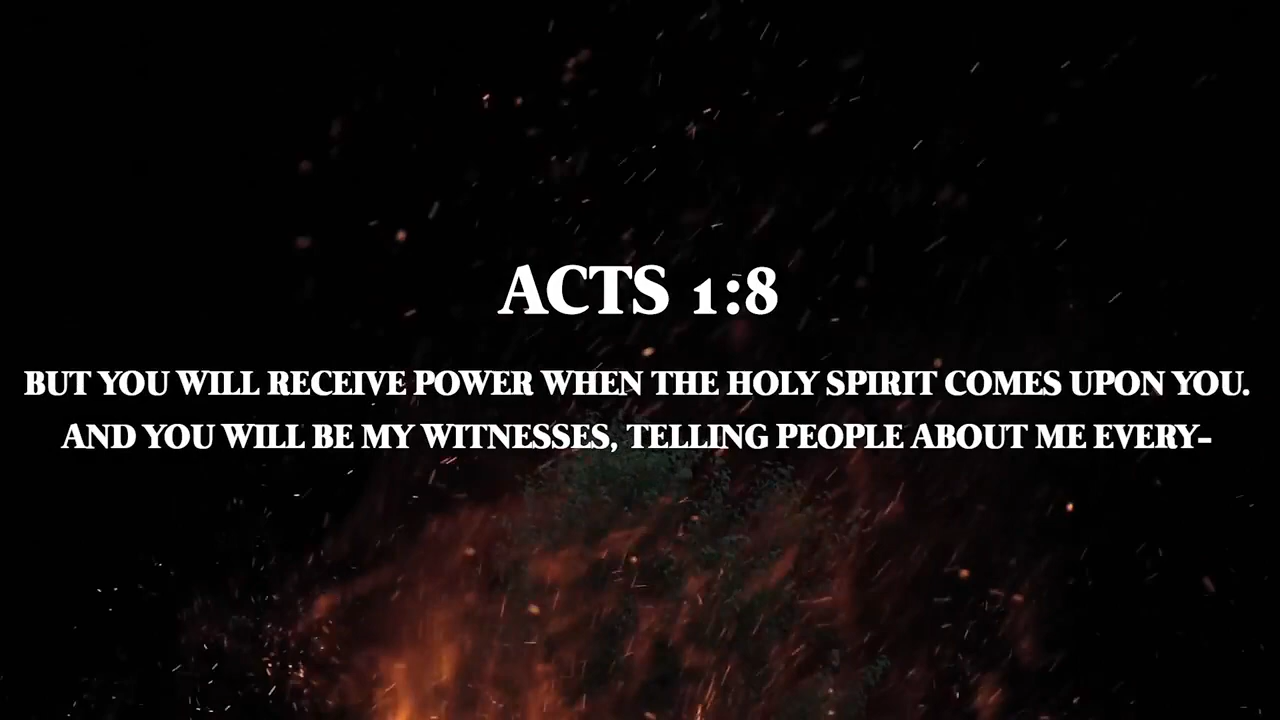 ACTS 1:8
BUT YOU WILL RECEIVE POWER WHEN THE HOLY SPIRIT COMES UPON YOU.
AND YOU WILL BE MY WITNESSES, TELLING PEOPLE ABOUT ME EVERY-